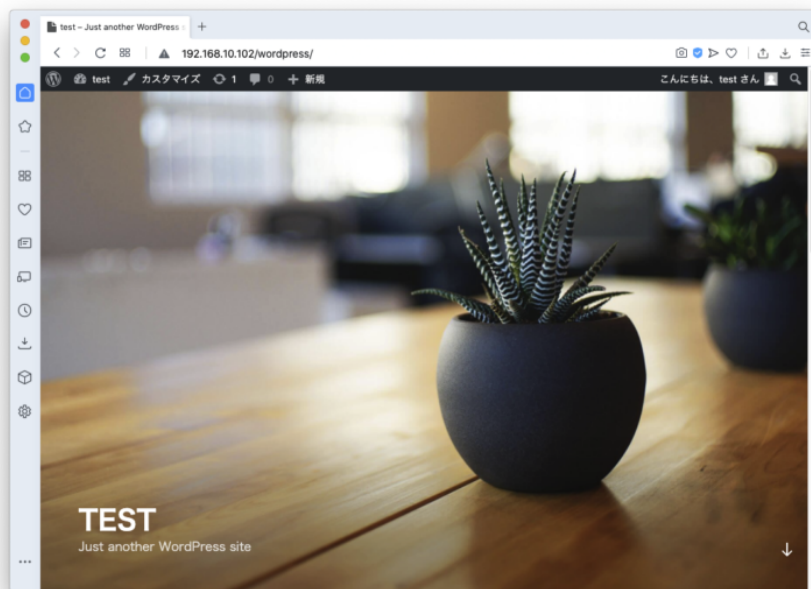 test – Just another WordPress s
192.168.10.102/wordpress/
test カスタマイズ 1 0 新規 こんにちは、test さん
TEST
Just another WordPress site